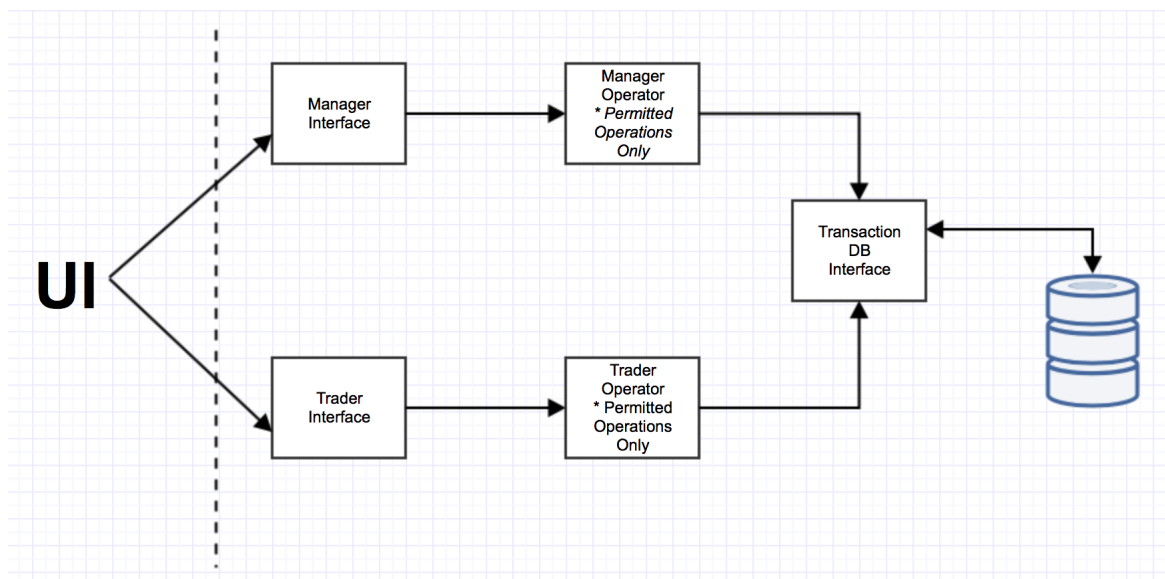 UI
Manager
Interface
Manager
Operator
* Permitted
Operations
Only
Transaction
DB
Interface
Trader
Interface
Trader
Operator
* Permitted
Operations
Only